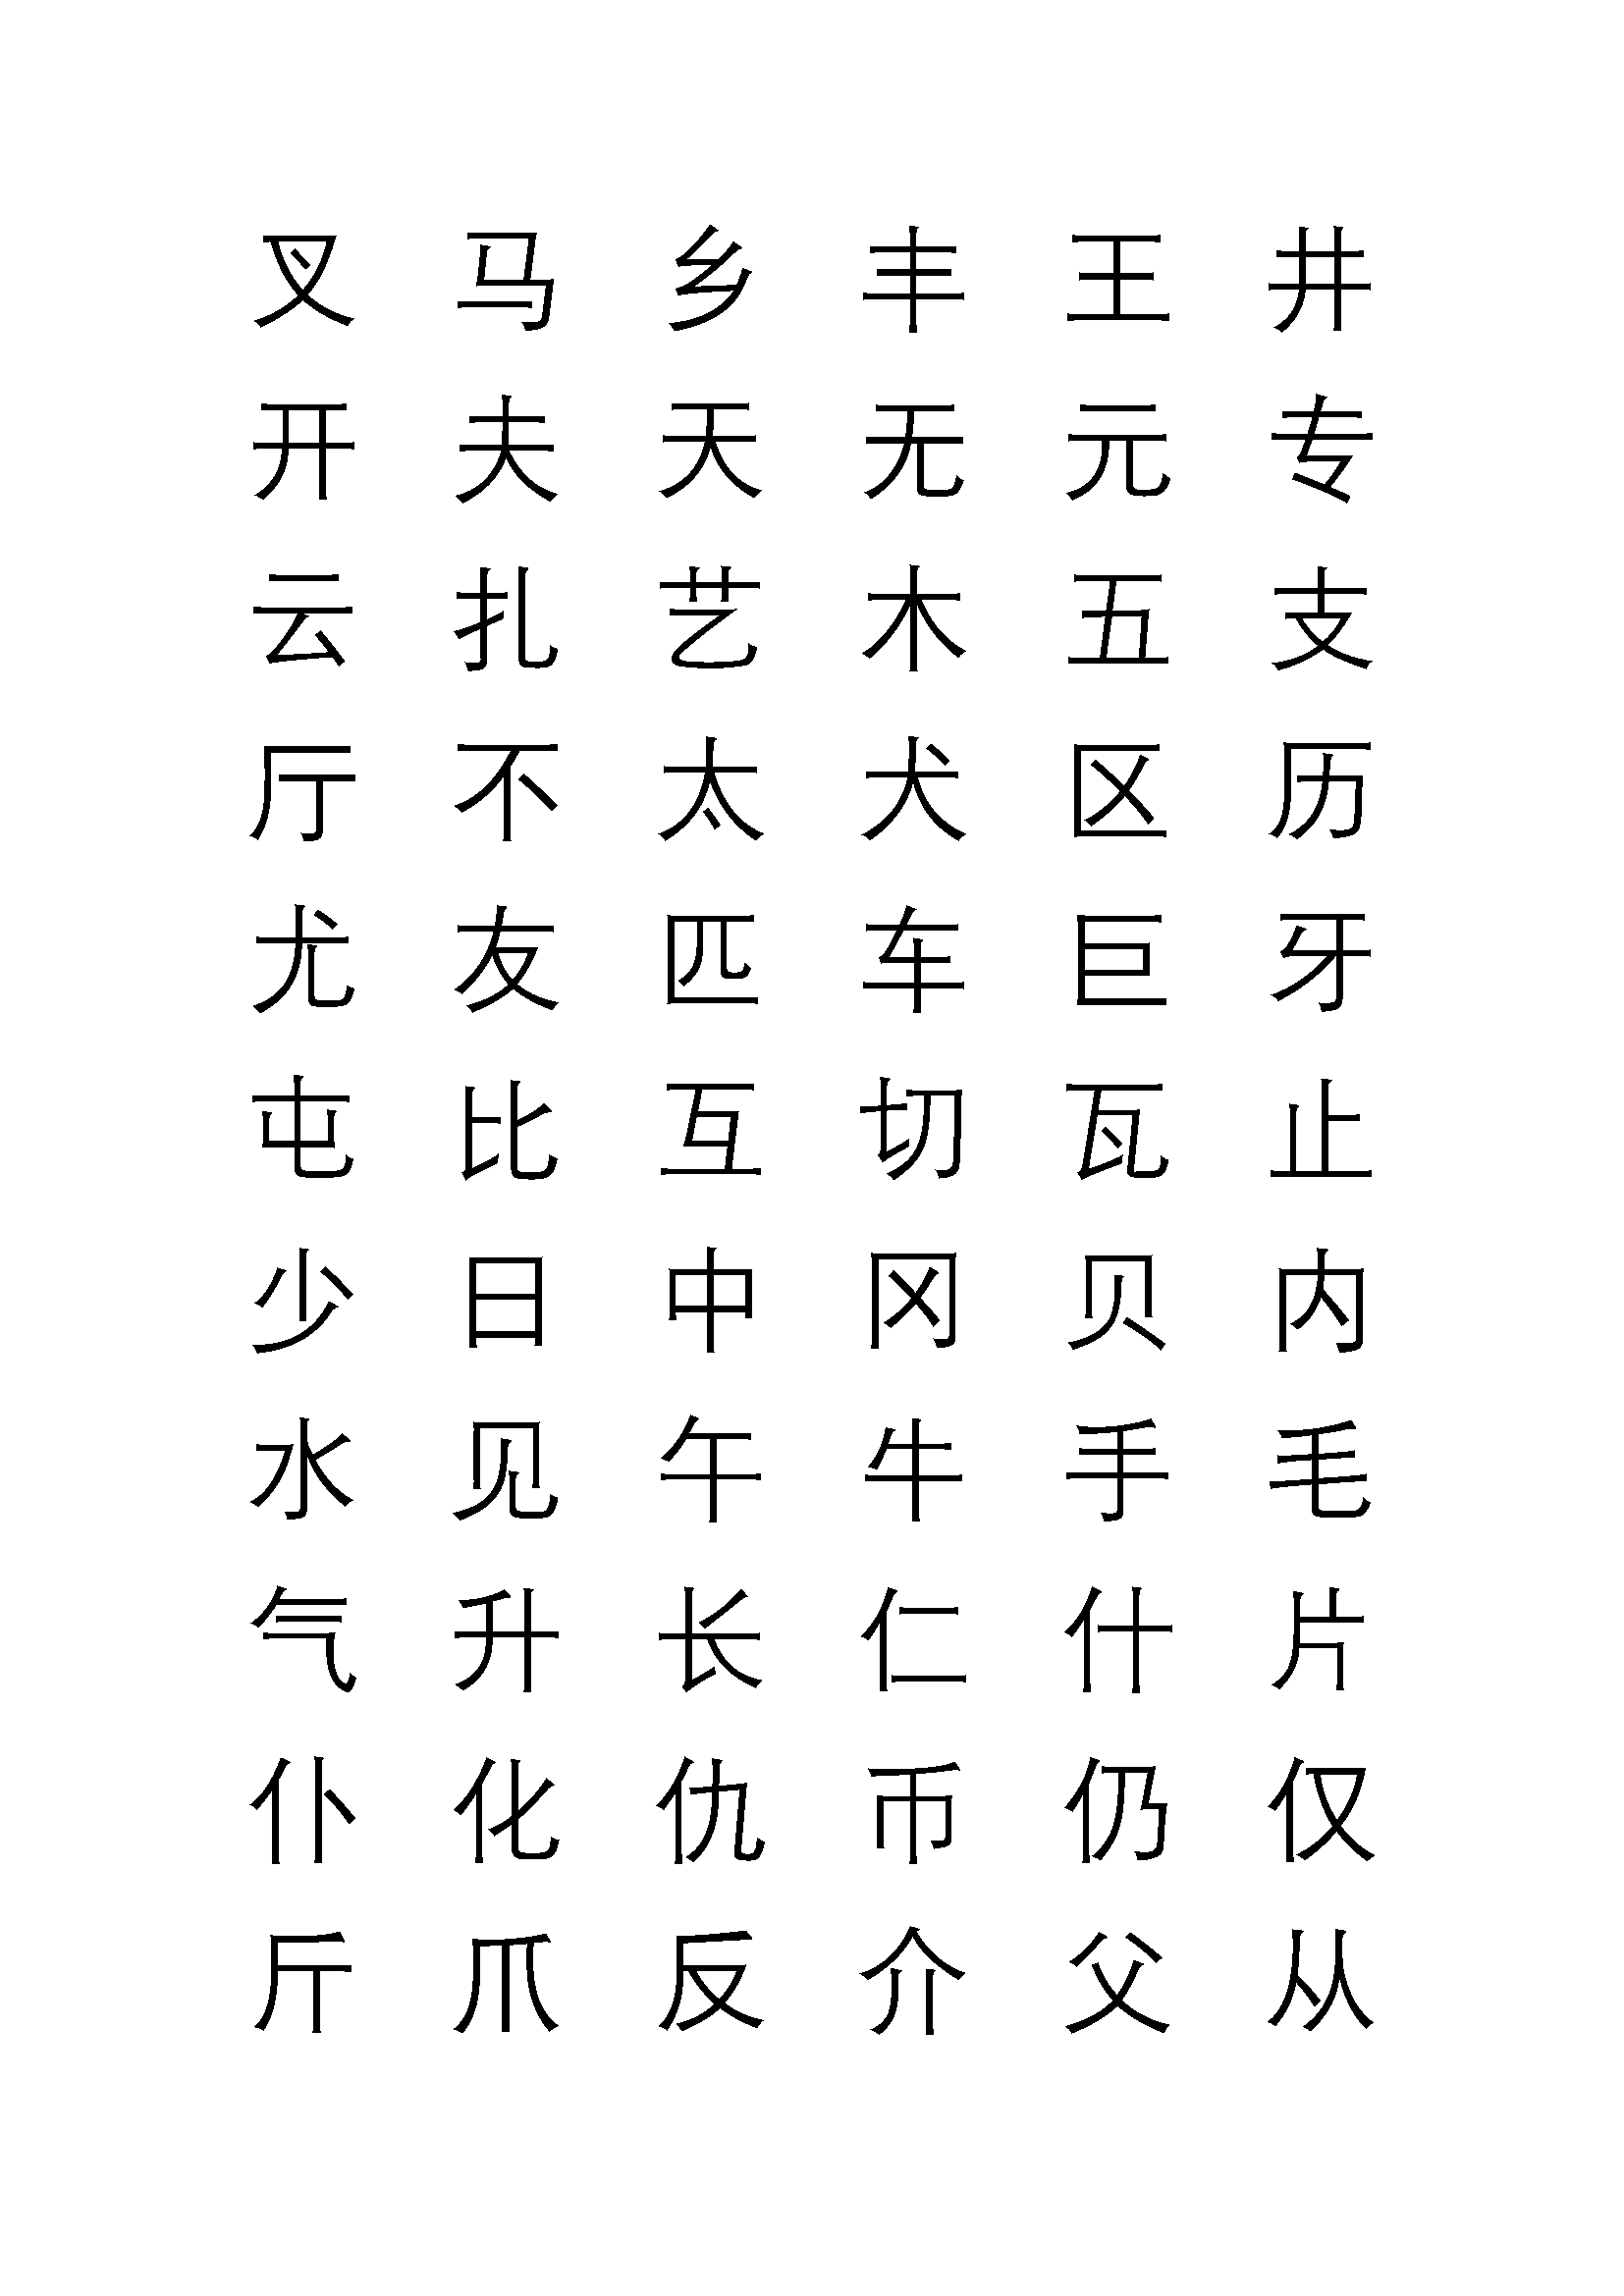 叉 马 乡 丰 王 井
开 夫 天 无 元 专
云 扎 艺 木 五 支
厅 不 太 犬 区 历
尤 友 匹 车 巨 牙
屯 比 互 切 瓦 止
少 日 中 冈 贝 内
水 见 午 牛 手 毛
气 升 长 仁 什 片
仆 化 仇 币 仍 仅
斤 爪 反 介 父 从